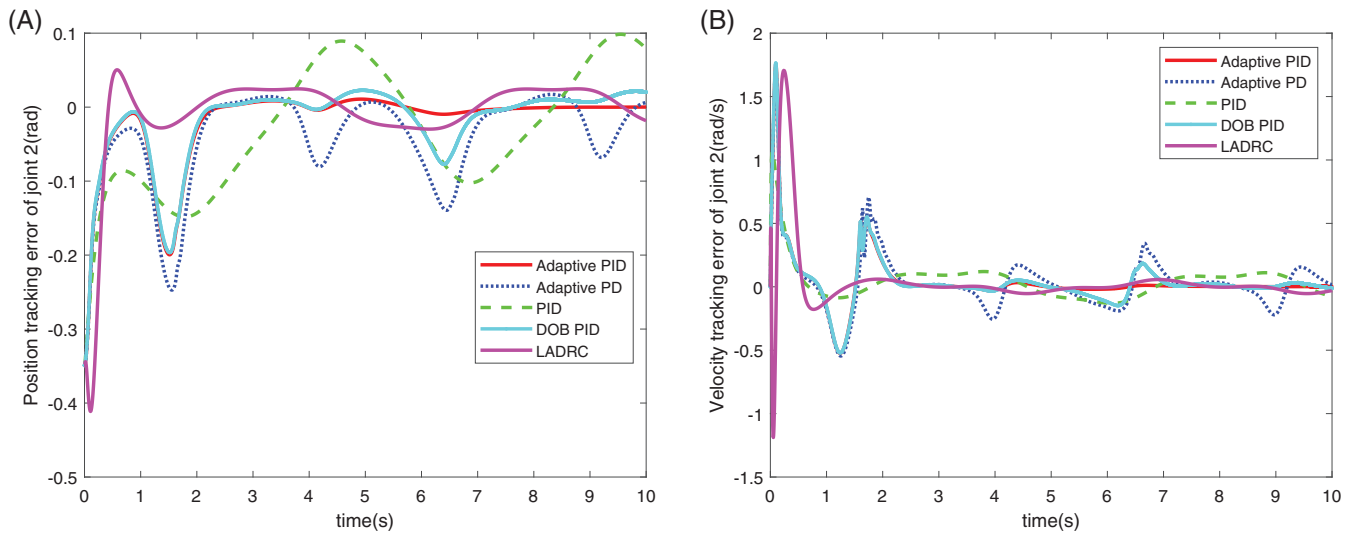 (A)
Position tracking error of joint 2(rad)
0.1
0
-0.1
-0.2
-0.3
-0.4
-0.5
Adaptive PID
Adaptive PD
PID
DOB PID
LADRC
0 1 2 3 4 5 6 7 8 9 10
time(s)
(B)
Velocity tracking error of joint 2(rad/s)
2
1.5
1
0.5
0
-0.5
-1
-1.5
Adaptive PID
Adaptive PD
PID
DOB PID
LADRC
0 1 2 3 4 5 6 7 8 9 10
time(s)